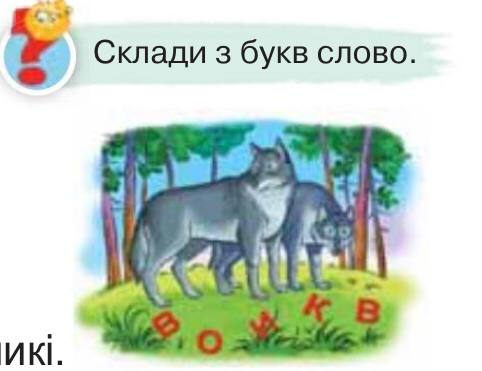 Склади з букв слово.
В О И К В
икі.